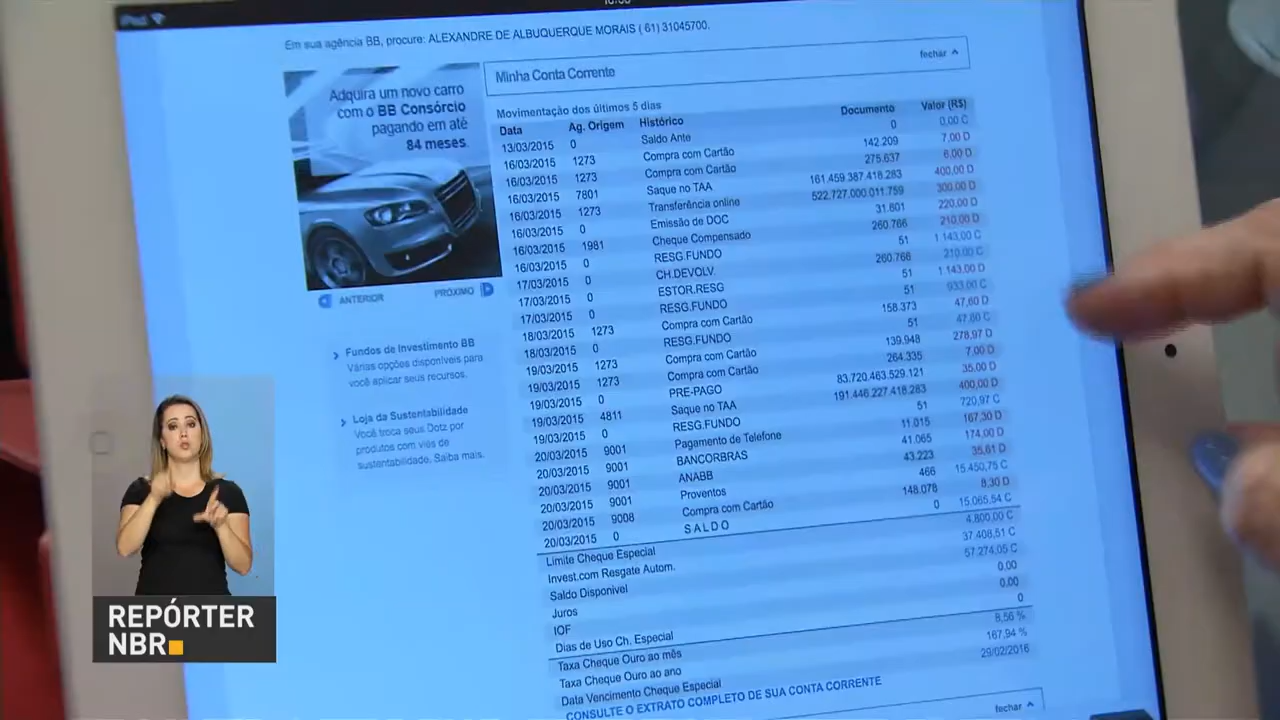 iPad
Em sua agência BB, procure: ALEXANDRE DE ALBUQUERQUE MORAIS ( 61) 31045700.
Adquira um novo carro
com o BB Consórcio
pagando em até
84 meses.
ANTERIOR PRÓXIMO
Fundos de Investimento BB
Várias opções disponíveis para
você aplicar seus recursos.
Loja da Sustentabilidade
Você troca seus Dotz por
produtos com viés de
sustentabilidade. Saiba mais.
Minha Conta Corrente fechar
Movimentação dos últimos 5 dias
Data Ag. Origem Histórico Documento Valor (R$)
13/03/2015 0 Saldo Ante 0 0,00 C
16/03/2015 1273 Compra com Cartão 142.209 7,00 D
16/03/2015 1273 Compra com Cartão 275.637 6,00 D
16/03/2015 7801 Saque no TAA 161.459.387.418.283 400,00 D
16/03/2015 1273 Transferência online 522.727.000.011.759 300,00 D
16/03/2015 0 Emissão de DOC 31.601 220,00 D
16/03/2015 1981 Cheque Compensado 260.766 210,00 D
16/03/2015 0 RESG.FUNDO 51 1.143,00 C
17/03/2015 0 CH.DEVOLV. 260.766 210,00 C
17/03/2015 0 ESTOR.RESG 51 1.143,00 D
17/03/2015 0 RESG.FUNDO 51 933,00 C
18/03/2015 1273 Compra com Cartão 158.373 47,60 D
18/03/2015 0 RESG.FUNDO 51 47,60 C
19/03/2015 1273 Compra com Cartão 139.948 278,97 D
19/03/2015 1273 Compra com Cartão 264.335 7,00 D
19/03/2015 0 PRE-PAGO 83.720.463.529.121 35,00 D
19/03/2015 4811 Saque no TAA 191.446.227.418.283 400,00 D
19/03/2015 0 RESG.FUNDO 51 720,97 C
20/03/2015 9001 Pagamento de Telefone 11.015 167,30 D
20/03/2015 9001 BANCORBRAS 41.065 174,00 D
20/03/2015 9001 ANABB 43.223 35,61 D
20/03/2015 9001 Proventos 466 15.450,75 C
20/03/2015 9008 Compra com Cartão 148.078 8,30 D
20/03/2015 0 S A L D O 0 15.065,54 C
Limite Cheque Especial 4.800,00 C
Invest.com Resgate Autom. 37.408,51 C
Saldo Disponível 57.274,05 C
Juros 0,00
IOF 0,00
Dias de Uso Ch. Especial 0
Taxa Cheque Ouro ao mês 8,56 %
Taxa Cheque Ouro ao ano 167,94 %
Data Vencimento Cheque Especial 29/02/2016
CONSULTE O EXTRATO COMPLETO DE SUA CONTA CORRENTE
fechar
REPÓRTER
NBR